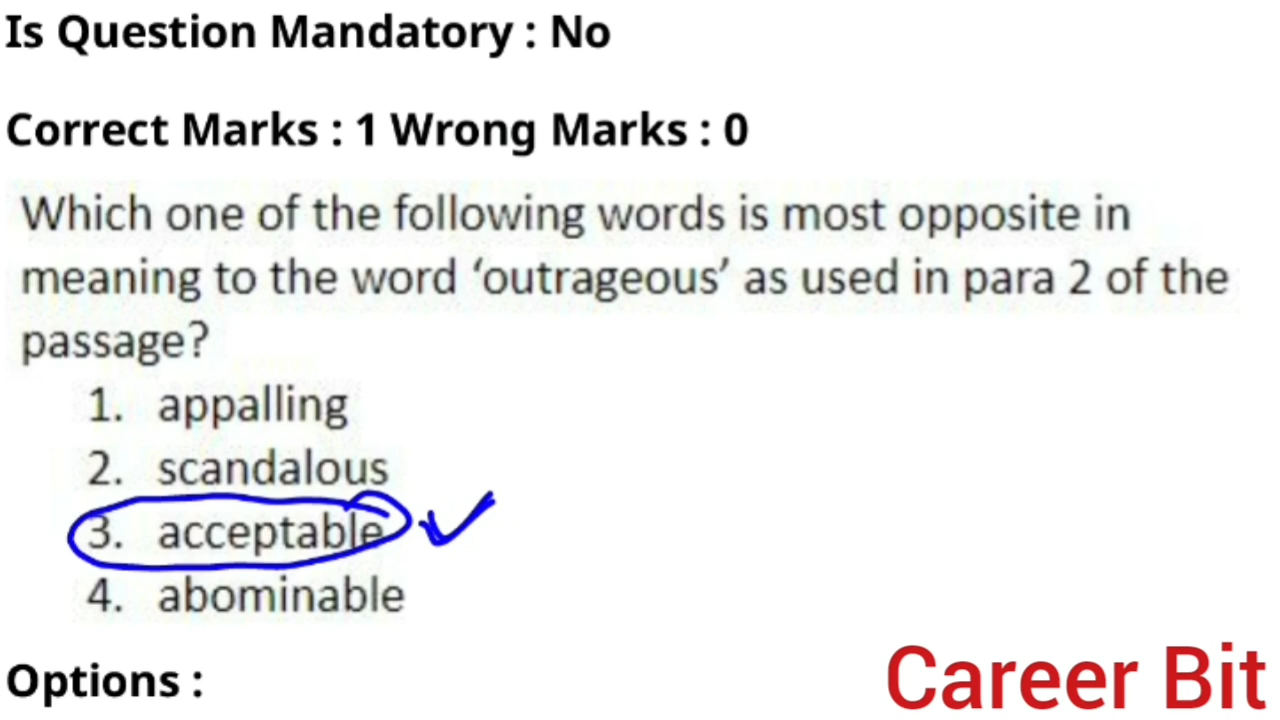 Is Question Mandatory : No
Correct Marks : 1 Wrong Marks : 0
Which one of the following words is most opposite in
meaning to the word ‘outrageous’ as used in para 2 of the
passage?
1. appalling
2. scandalous
3. acceptable
4. abominable
Options :
Career Bit